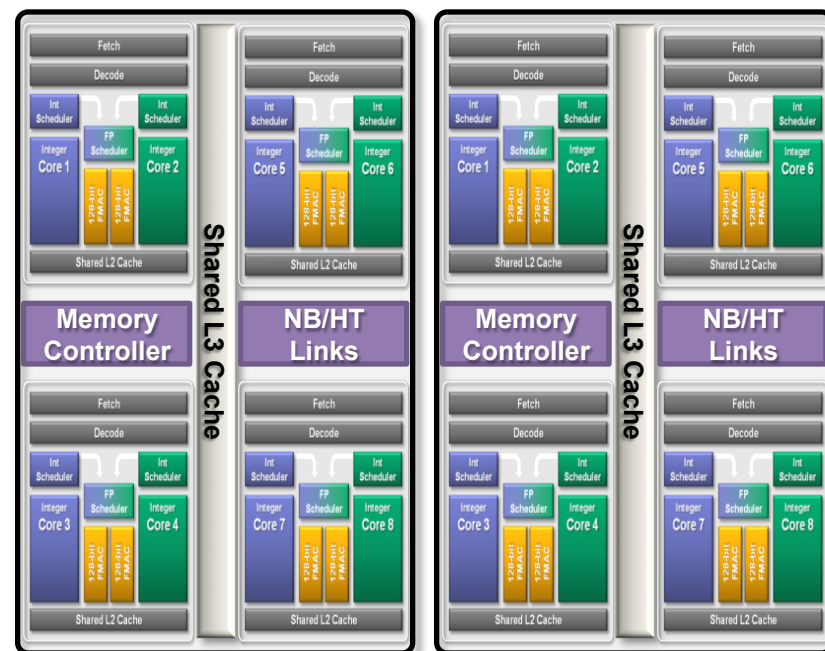 Fetch
Decode
Int
Scheduler
Int
Scheduler
FP
Scheduler
Integer
Core 1
Integer
Core 2
128-bit
FMAC
128-bit
FMAC
Shared L2 Cache
Fetch
Decode
Int
Scheduler
Int
Scheduler
FP
Scheduler
Integer
Core 5
Integer
Core 6
128-bit
FMAC
128-bit
FMAC
Shared L2 Cache
Shared L3 Cache
Memory
Controller
NB/HT
Links
Fetch
Decode
Int
Scheduler
Int
Scheduler
FP
Scheduler
Integer
Core 3
Integer
Core 4
128-bit
FMAC
128-bit
FMAC
Shared L2 Cache
Fetch
Decode
Int
Scheduler
Int
Scheduler
FP
Scheduler
Integer
Core 7
Integer
Core 8
128-bit
FMAC
128-bit
FMAC
Shared L2 Cache
Fetch
Decode
Int
Scheduler
Int
Scheduler
FP
Scheduler
Integer
Core 1
Integer
Core 2
128-bit
FMAC
128-bit
FMAC
Shared L2 Cache
Fetch
Decode
Int
Scheduler
Int
Scheduler
FP
Scheduler
Integer
Core 5
Integer
Core 6
128-bit
FMAC
128-bit
FMAC
Shared L2 Cache
Shared L3 Cache
Memory
Controller
NB/HT
Links
Fetch
Decode
Int
Scheduler
Int
Scheduler
FP
Scheduler
Integer
Core 3
Integer
Core 4
128-bit
FMAC
128-bit
FMAC
Shared L2 Cache
Fetch
Decode
Int
Scheduler
Int
Scheduler
FP
Scheduler
Integer
Core 7
Integer
Core 8
128-bit
FMAC
128-bit
FMAC
Shared L2 Cache